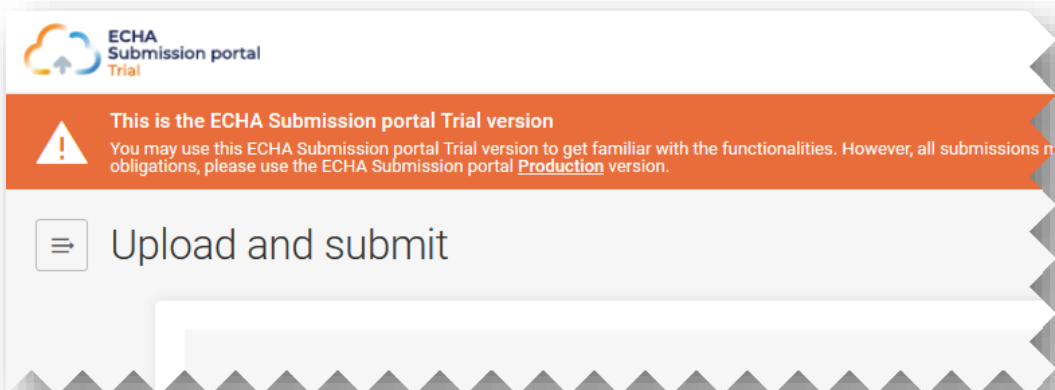 ECHA
Submission portal
Trial
This is the ECHA Submission portal Trial version
You may use this ECHA Submission portal Trial version to get familiar with the functionalities. However, all submissions
obligations, please use the ECHA Submission portal Production version.
Upload and submit